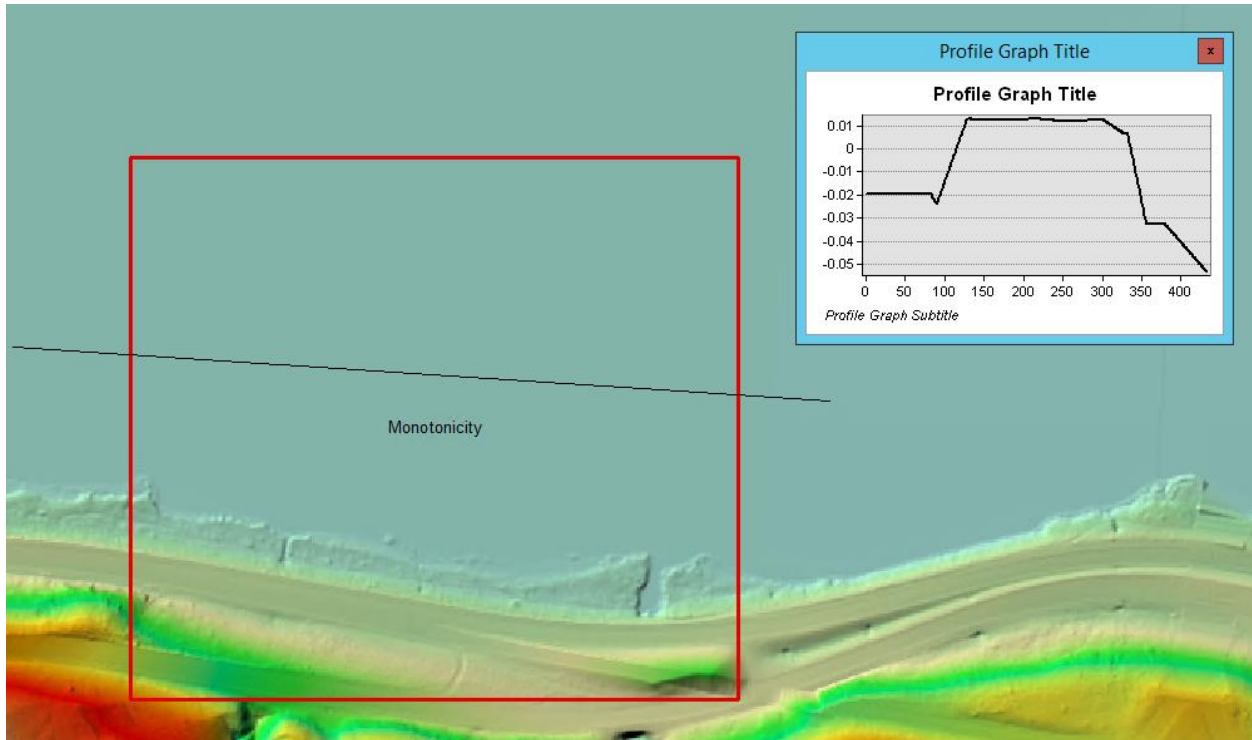 Profile Graph Title
x
Profile Graph Title
0.01
0
-0.01
-0.02
-0.03
-0.04
-0.05
0 50 100 150 200 250 300 350 400
Profile Graph Subtitle
Monotonicity